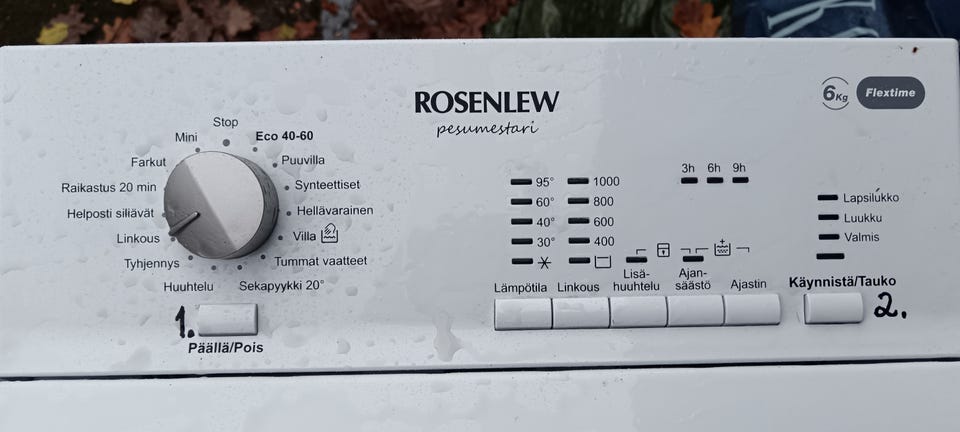 ROSENLEW
pesumestari
6Kg
Flextime
Stop
Mini
Eco 40-60
Farkut
Puuvilla
Raikastus 20 min
Synteettiset
Helposti siliävät
Hellävarainen
Linkous
Villa
Tyhjennys
Tummat vaatteet
Huuhtelu
Sekapyykki 20°
1.
Päällä/Pois
95° 1000
60° 800
40° 600
30° 400
3h 6h 9h
Lapsilukko
Luukku
Valmis
Lämpötila
Linkous
Lisä-
huuhtelu
Ajan-
säästö
Ajastin
Käynnistä/Tauko
2.